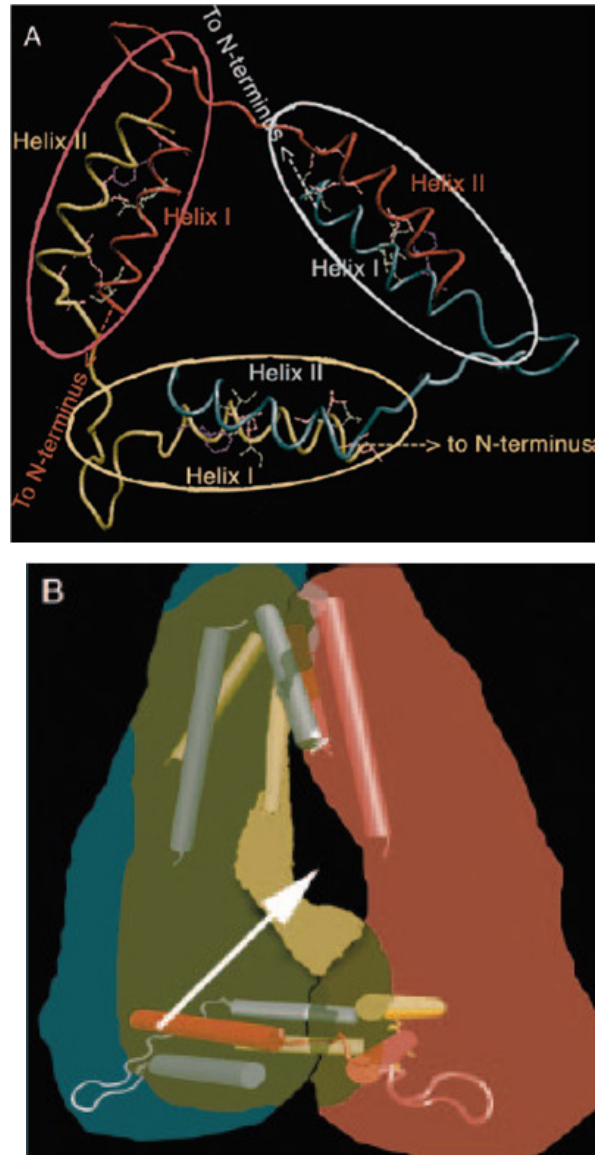 A
To N-terminus
Helix II
Helix II
Helix I
Helix I
Helix II
To N-terminus
to N-terminus
Helix I
B